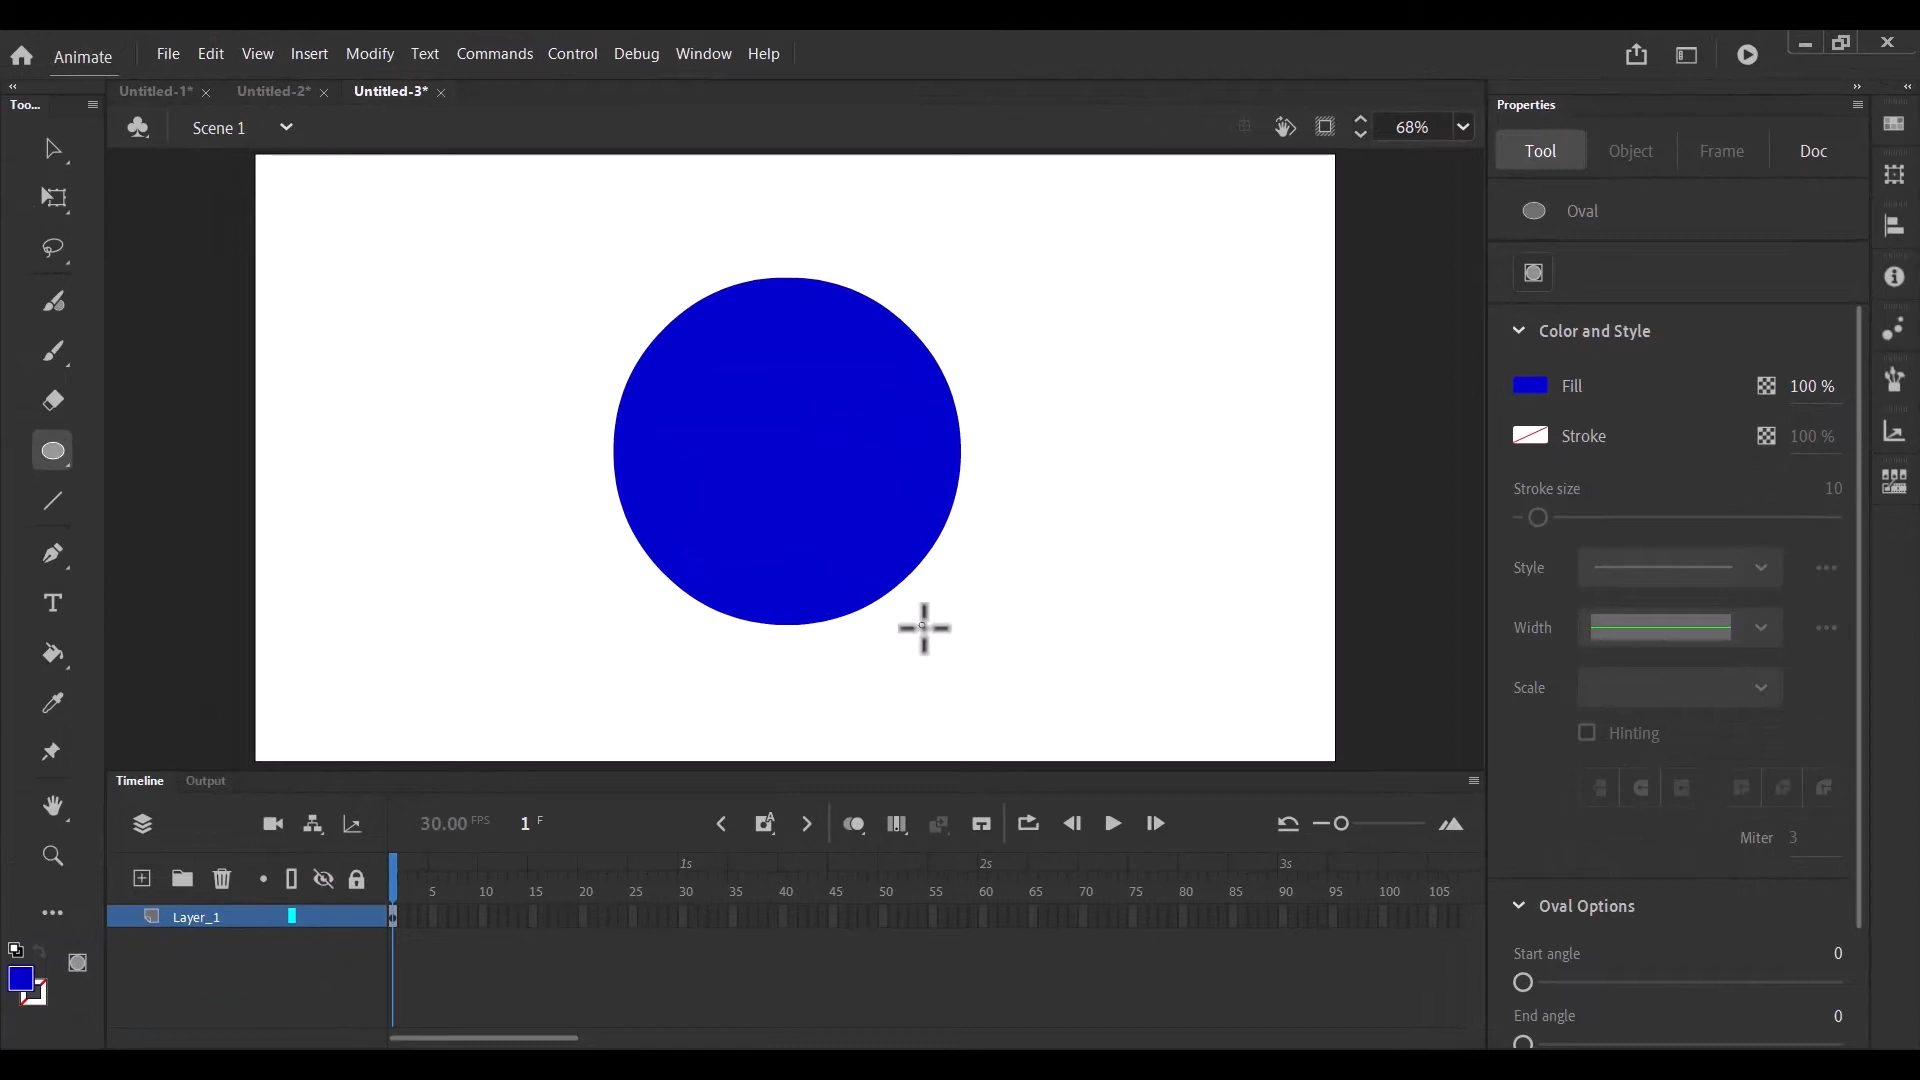 Animate File Edit View Insert Modify Text Commands Control Debug Window Help
Untitled-1* Untitled-2* Untitled-3*
Too...
Scene 1
68%
Properties
Tool Object Frame Doc
Oval
Color and Style
Fill 100 %
Stroke 100 %
Stroke size 10
Style
Width
Scale
Hinting
Miter 3
Oval Options
Start angle 0
End angle 0
Timeline Output
30.00 FPS 1 F
1s 2s 3s
5 10 15 20 25 30 35 40 45 50 55 60 65 70 75 80 85 90 95 100 105
Layer_1